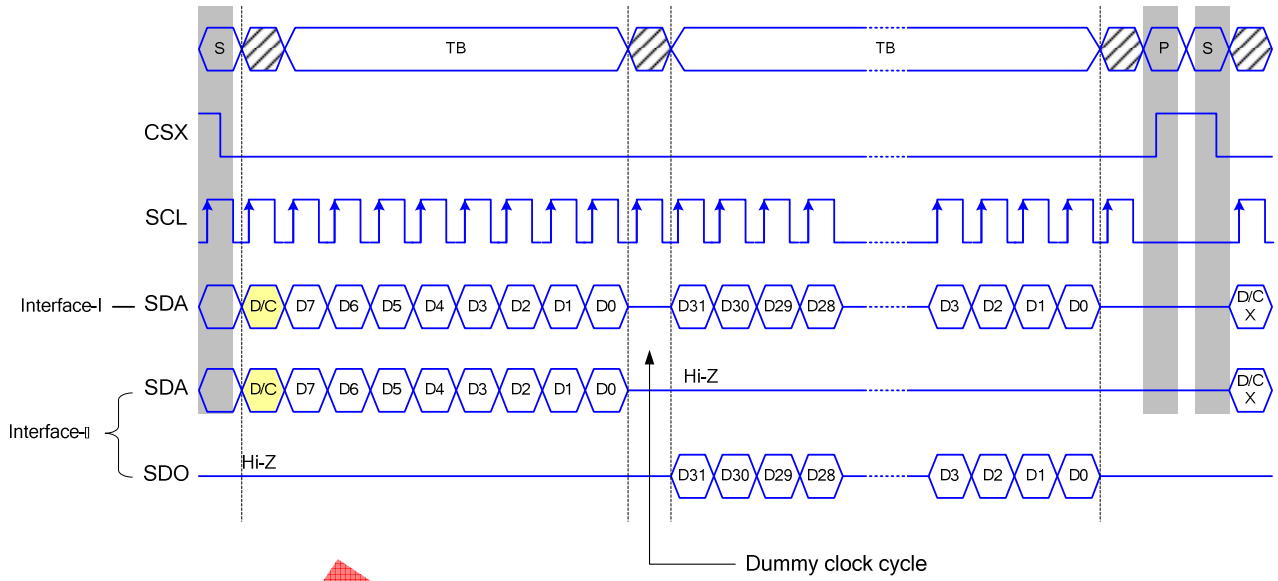 S TB TB P S
CSX
SCL
Interface-I SDA D/C D7 D6 D5 D4 D3 D2 D1 D0 D31 D30 D29 D28 D3 D2 D1 D0 D/C
X
SDA D/C D7 D6 D5 D4 D3 D2 D1 D0 Hi-Z D/C
X
Interface-II
Hi-Z
SDO D31 D30 D29 D28 D3 D2 D1 D0
Dummy clock cycle